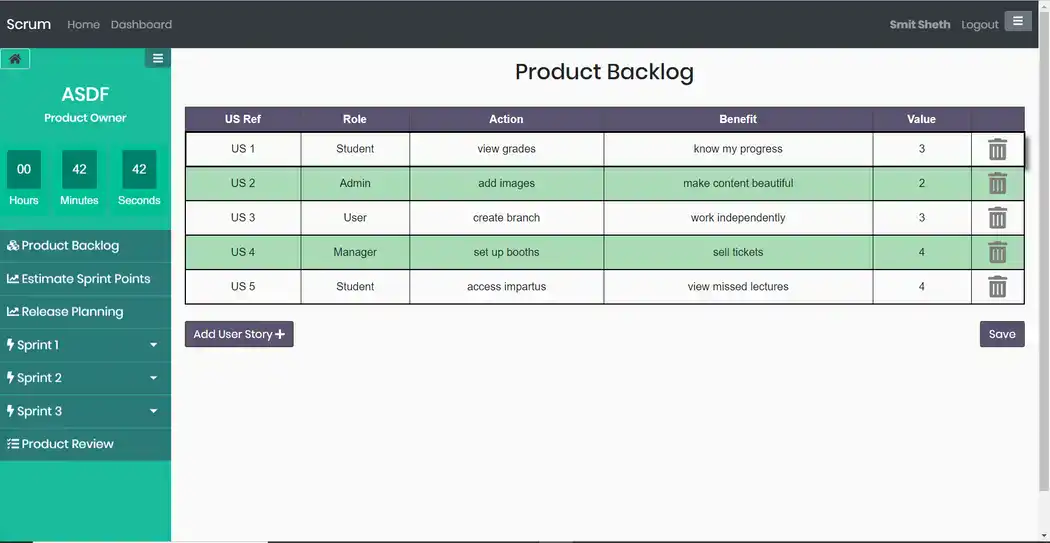 Scrum Home Dashboard Smit Sheth Logout
ASDF
Product Owner
00 42 42
Hours Minutes Seconds
Product Backlog
Estimate Sprint Points
Release Planning
Sprint 1
Sprint 2
Sprint 3
Product Review
Product Backlog
US Ref Role Action Benefit Value
US 1 Student view grades know my progress 3
US 2 Admin add images make content beautiful 2
US 3 User create branch work independently 3
US 4 Manager set up booths sell tickets 4
US 5 Student access impartus view missed lectures 4
Add User Story Save